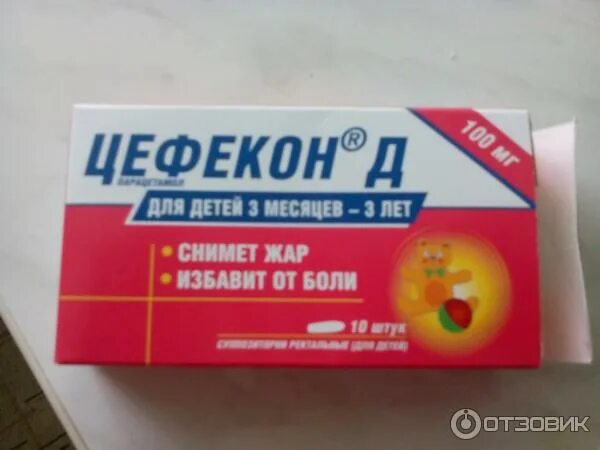 ЦЕФЕКОН® Д
100 мг
ПАРАЦЕТАМОЛ
ДЛЯ ДЕТЕЙ 3 МЕСЯЦЕВ – 3 ЛЕТ
• СНИМЕТ ЖАР
• ИЗБАВИТ ОТ БОЛИ
10 штук
СУППОЗИТОРИИ РЕКТАЛЬНЫЕ (ДЛЯ ДЕТЕЙ)
ОТЗОВИК